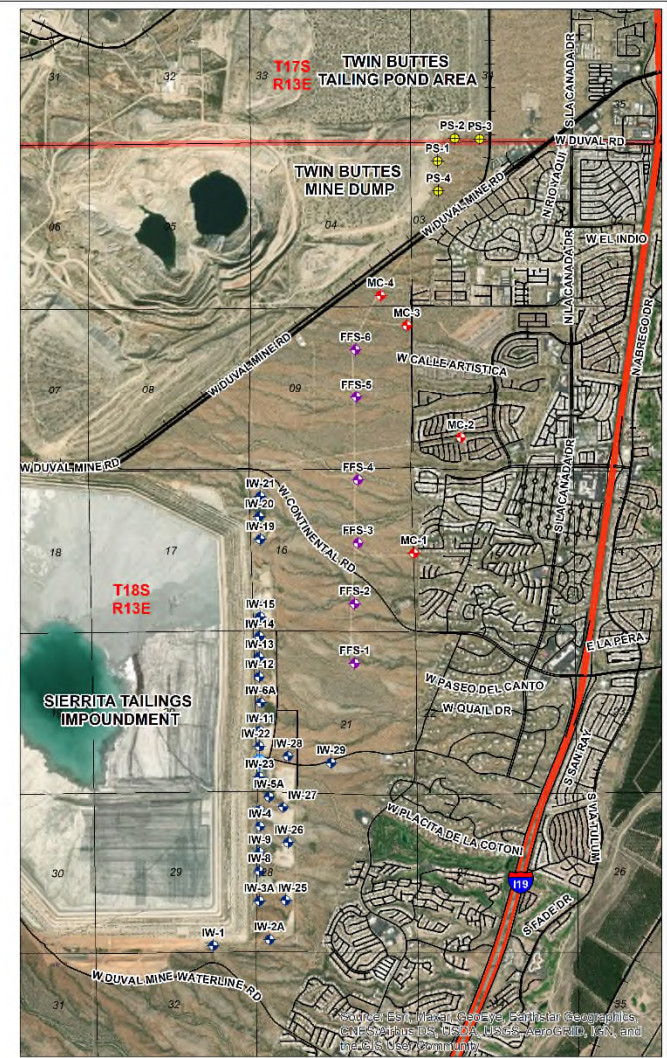 TWIN BUTTES
TAILING POND AREA
T17S
R13E
31
32
33
34
35
S LA CANADA DR
PS-2
PS-3
W DUVAL RD
PS-1
PS-4
TWIN BUTTES
MINE DUMP
N RIO YAQUI
W DUVAL MINE RD
05
04
03
W EL INDIO
N LA CANADA DR
N ABREGO DR
MC-4
MC-3
FFS-6
W CALLE ARTISTICA
W DUVAL MINE RD
07
08
09
FFS-5
MC-2
W DUVAL MINE RD
FFS-4
S LA CANADA DR
IW-21
IW-20
IW-19
W CONTINENTAL RD
18
17
16
FFS-3
MC-1
T18S
R13E
FFS-2
IW-15
IW-14
IW-13
IW-12
FFS-1
E LA PERA
SIERRITA TAILINGS
IMPOUNDMENT
IW-6A
W PASEO DEL CANTO
W QUAIL DR
IW-11
21
IW-22
IW-28
IW-29
IW-23
S SAN RAY
IW-5A
IW-27
S VIA TULUM
IW-4
W PLACITA DE LA COTONI
IW-9
IW-26
IW-8
30
29
28
26
IW-3A
IW-25
I19
S FADE DR
IW-1
IW-2A
W DUVAL MINE WATERLINE RD
31
32
33
35
Source: Esri, Maxar, GeoEye, Earthstar Geographics,
CNES/Airbus DS, USDA, USGS, AeroGRID, IGN, and
the GIS User Community